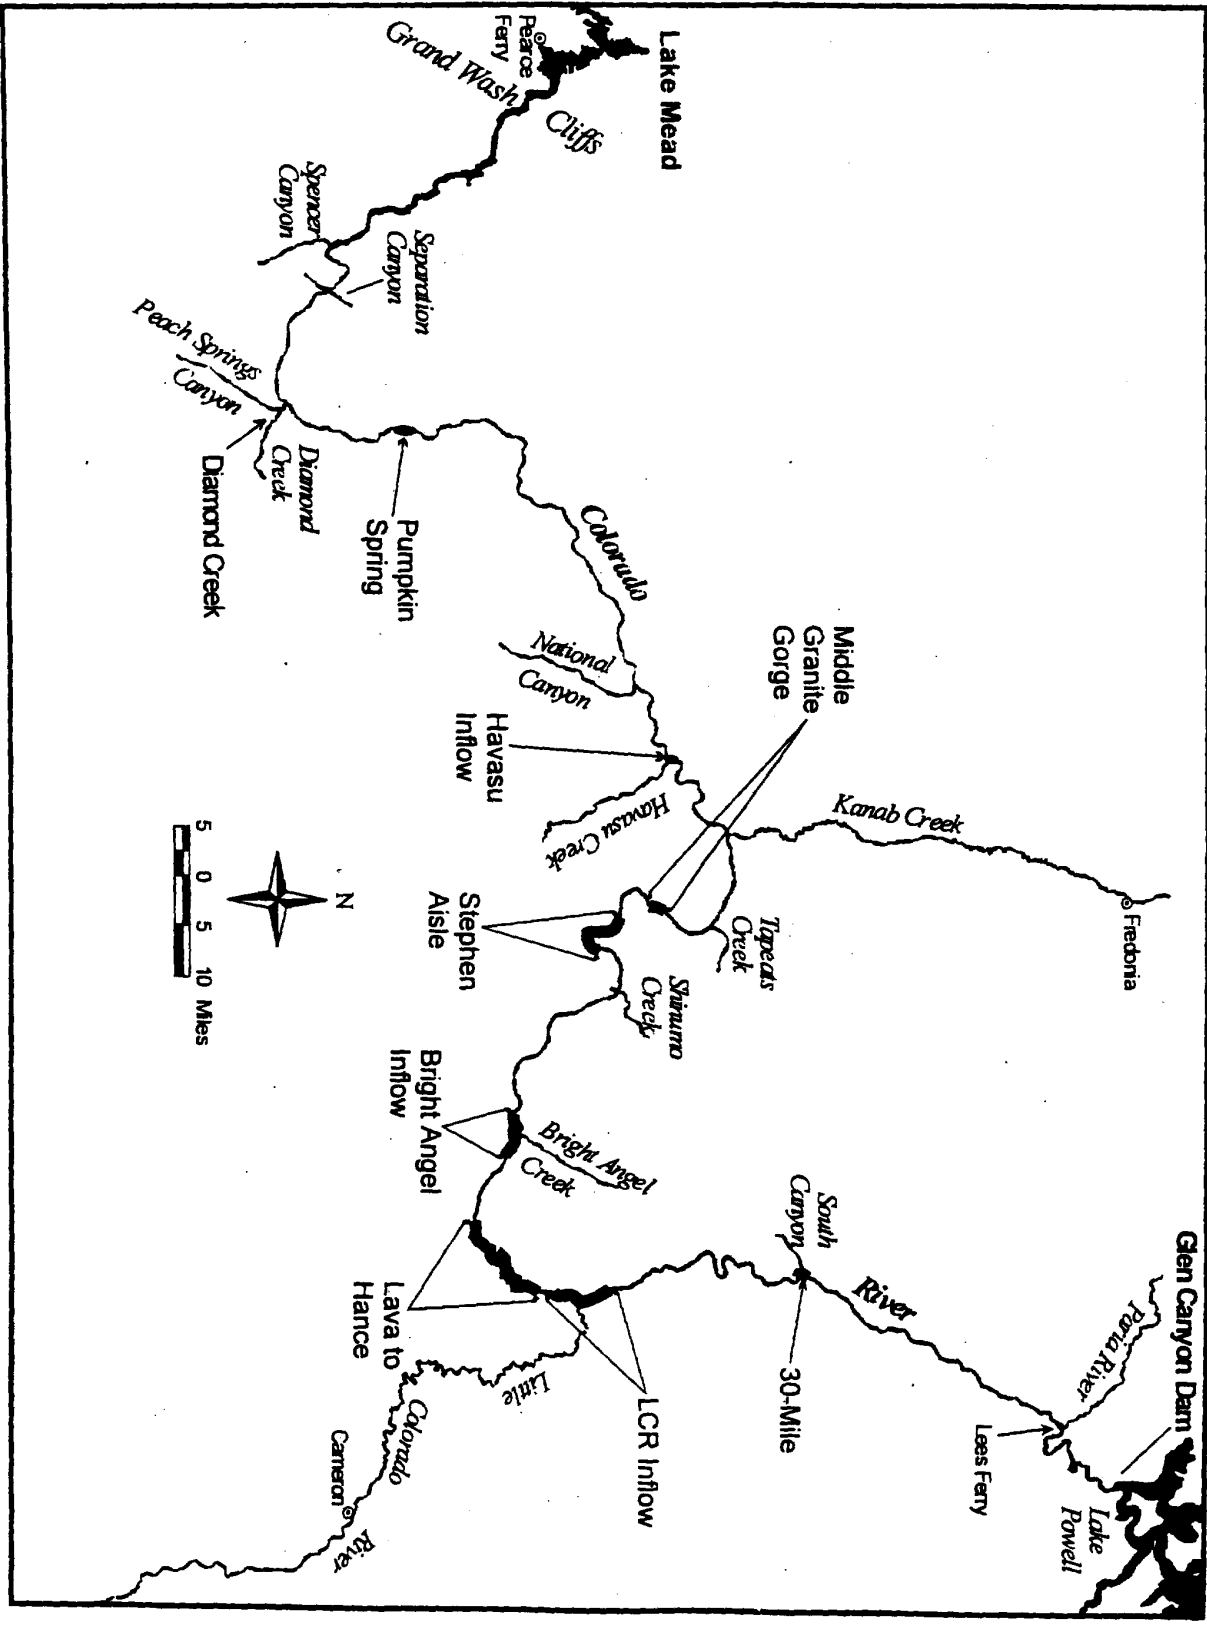 Lake Mead
Pearce
Ferry
Grand Wash
Cliffs
Spencer
Canyon
Separation
Canyon
Peach Springs
Canyon
Diamond
Creek
Diamond Creek
Pumpkin
Spring
Colorado
National
Canyon
Middle
Granite
Gorge
Havasu
Inflow
Havasu Creek
Kanab Creek
Fredonia
Tapeats
Creek
Stephen
Aisle
Shinumo
Creek
N
5 0 5 10 Miles
Bright Angel
Inflow
Bright Angel
Creek
South
Canyon
River
30-Mile
Glen Canyon Dam
Paria River
Lees Ferry
Lake
Powell
Lava to
Hance
LCR Inflow
Little
Colorado
River
Cameron